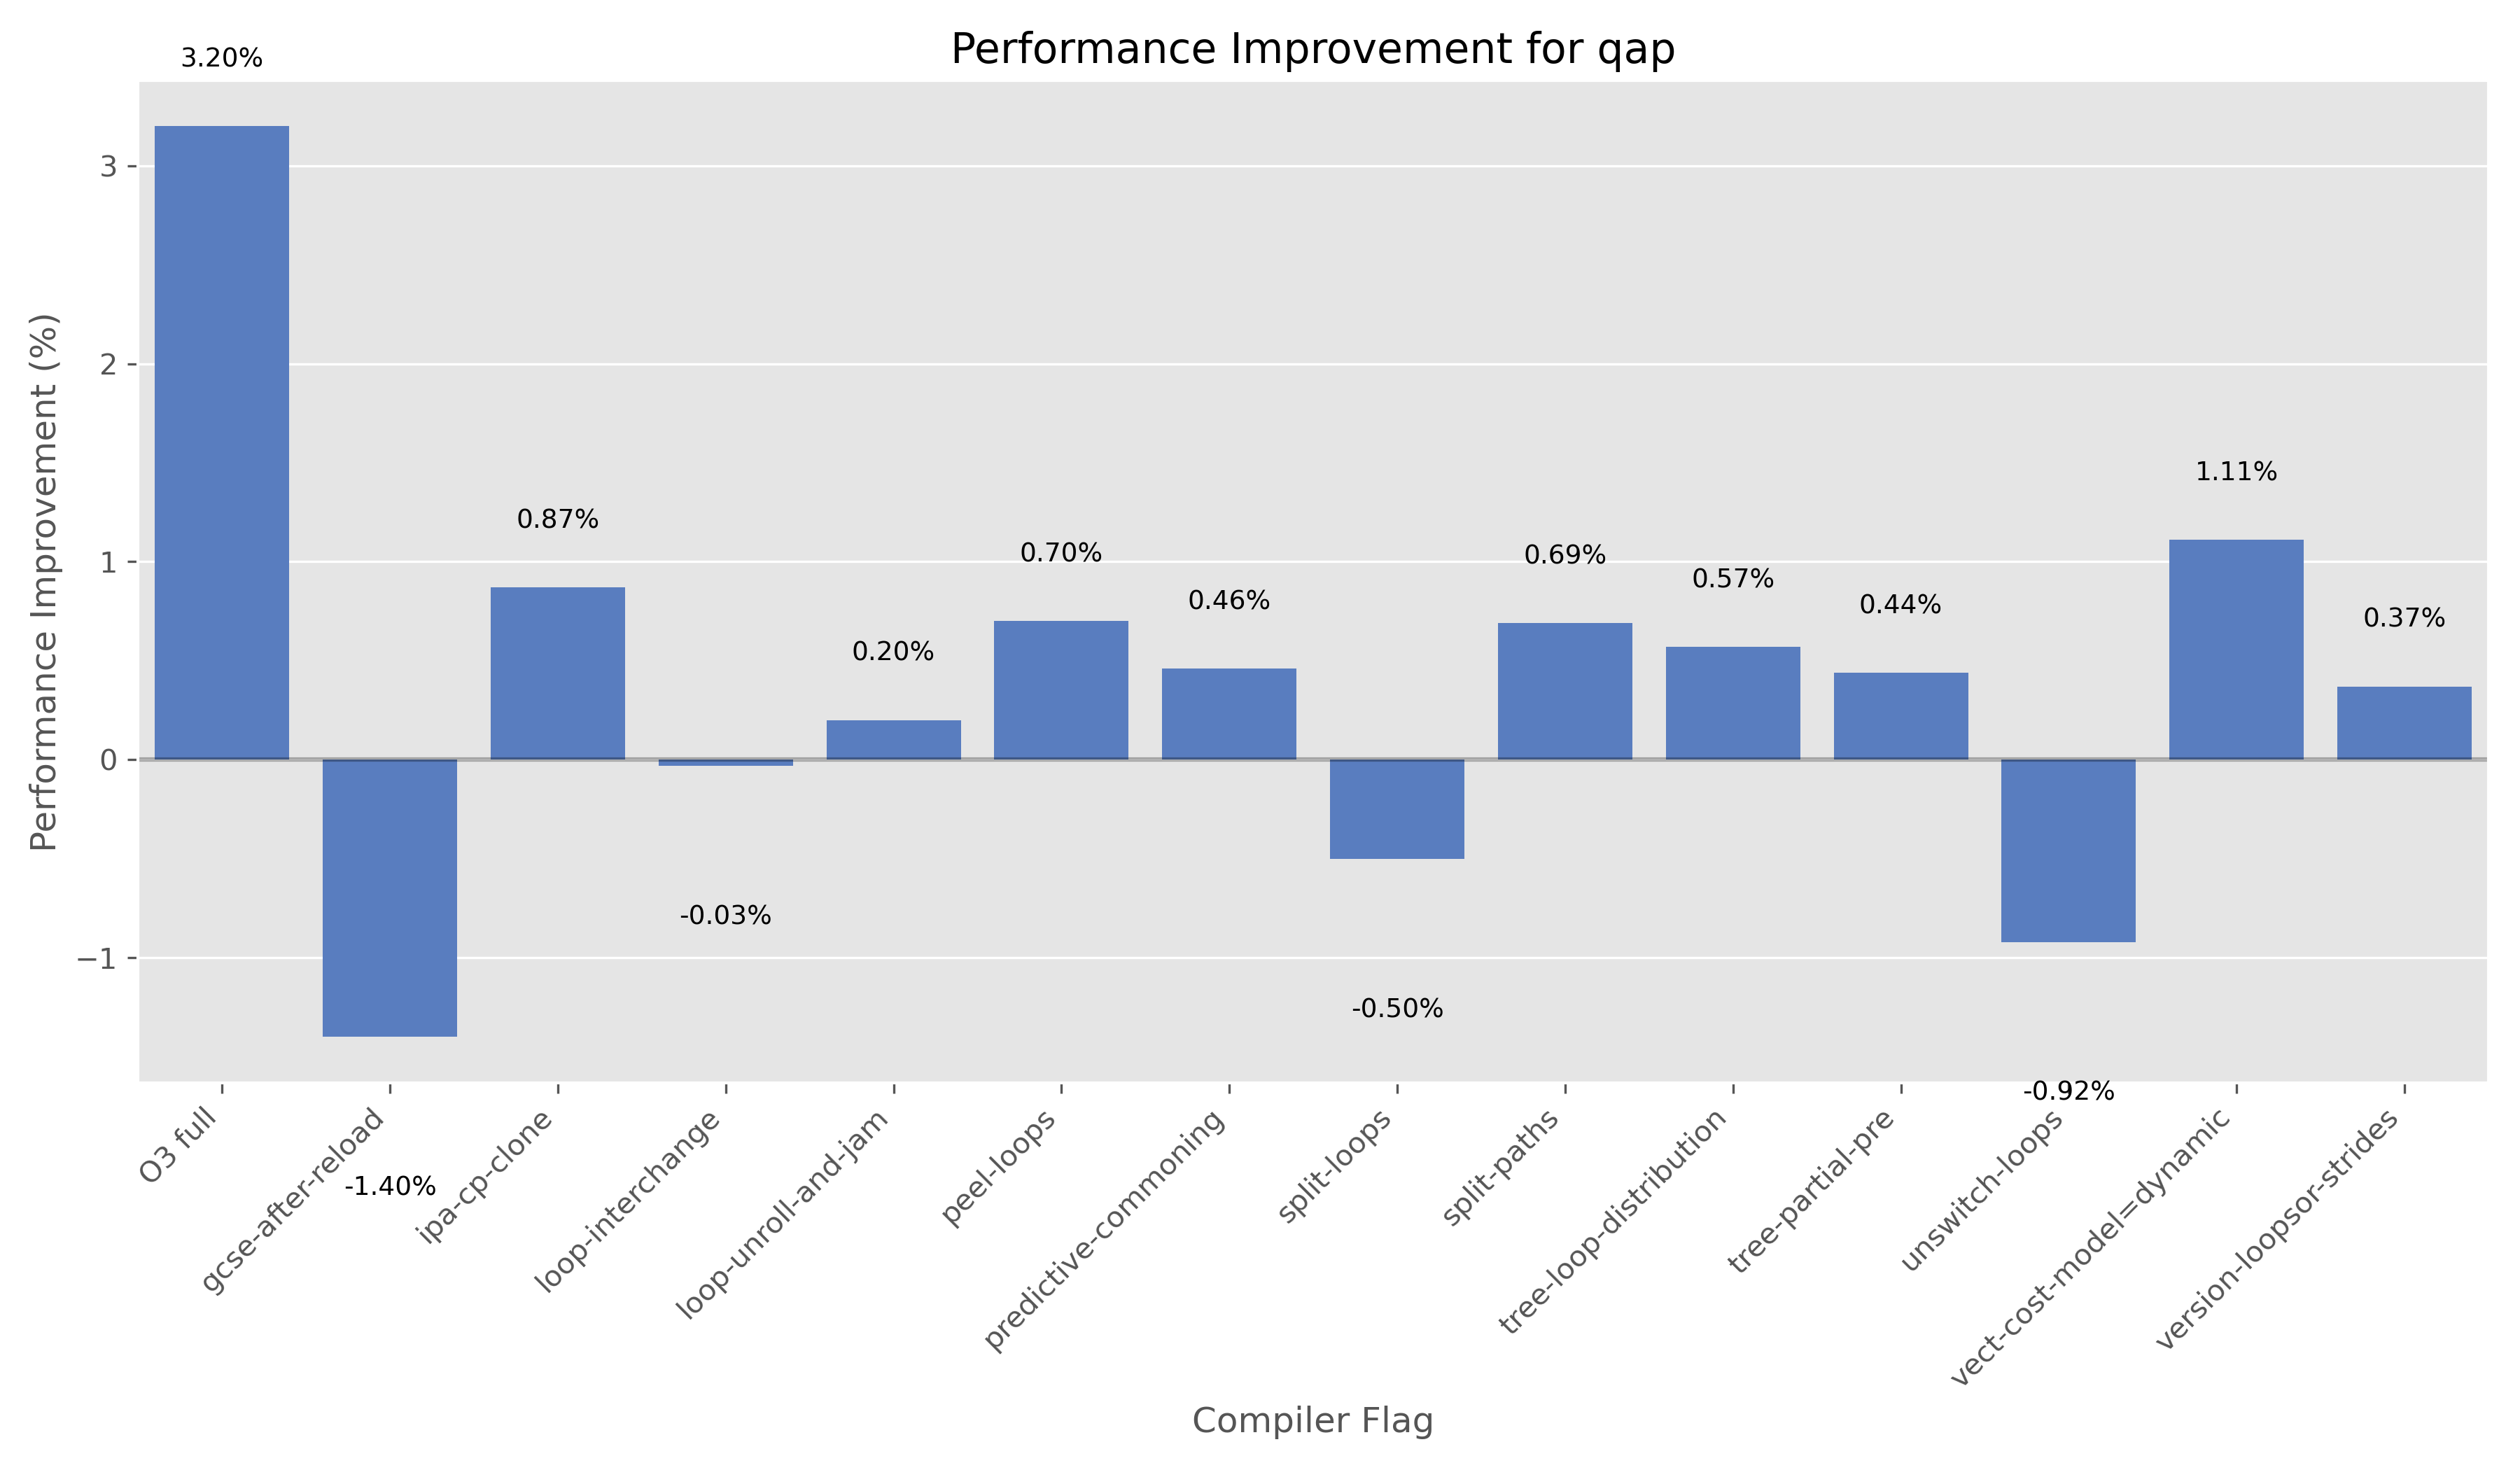 Performance Improvement for qap
Performance Improvement (%)
3
2
1
0
−1
3.20%
-1.40%
0.87%
-0.03%
0.20%
0.70%
0.46%
-0.50%
0.69%
0.57%
0.44%
-0.92%
1.11%
0.37%
O3 full
gcse-after-reload
ipa-cp-clone
loop-interchange
loop-unroll-and-jam
peel-loops
predictive-commoning
split-loops
split-paths
tree-loop-distribution
tree-partial-pre
unswitch-loops
vect-cost-model=dynamic
version-loopsor-strides
Compiler Flag